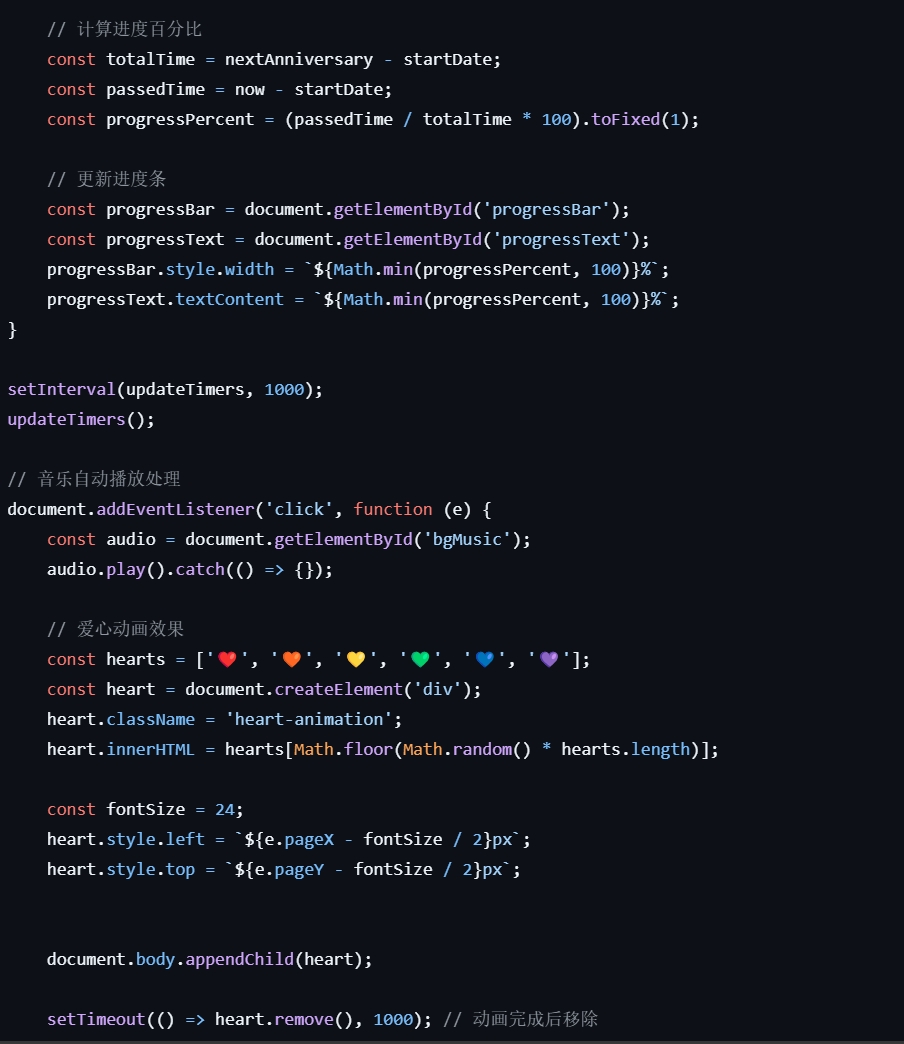 // 计算进度百分比
const totalTime = nextAnniversary - startDate;
const passedTime = now - startDate;
const progressPercent = (passedTime / totalTime * 100).toFixed(1);
// 更新进度条
const progressBar = document.getElementById('progressBar');
const progressText = document.getElementById('progressText');
progressBar.style.width = `${Math.min(progressPercent, 100)}%`;
progressText.textContent = `${Math.min(progressPercent, 100)}%`;
}
setInterval(updateTimers, 1000);
updateTimers();
// 音乐自动播放处理
document.addEventListener('click', function (e) {
const audio = document.getElementById('bgMusic');
audio.play().catch(() => {});
// 爱心动画效果
const hearts = ['❤️', '🧡', '💛', '💚', '💙', '💜'];
const heart = document.createElement('div');
heart.className = 'heart-animation';
heart.innerHTML = hearts[Math.floor(Math.random() * hearts.length)];
const fontSize = 24;
heart.style.left = `${e.pageX - fontSize / 2}px`;
heart.style.top = `${e.pageY - fontSize / 2}px`;
document.body.appendChild(heart);
setTimeout(() => heart.remove(), 1000); // 动画完成后移除